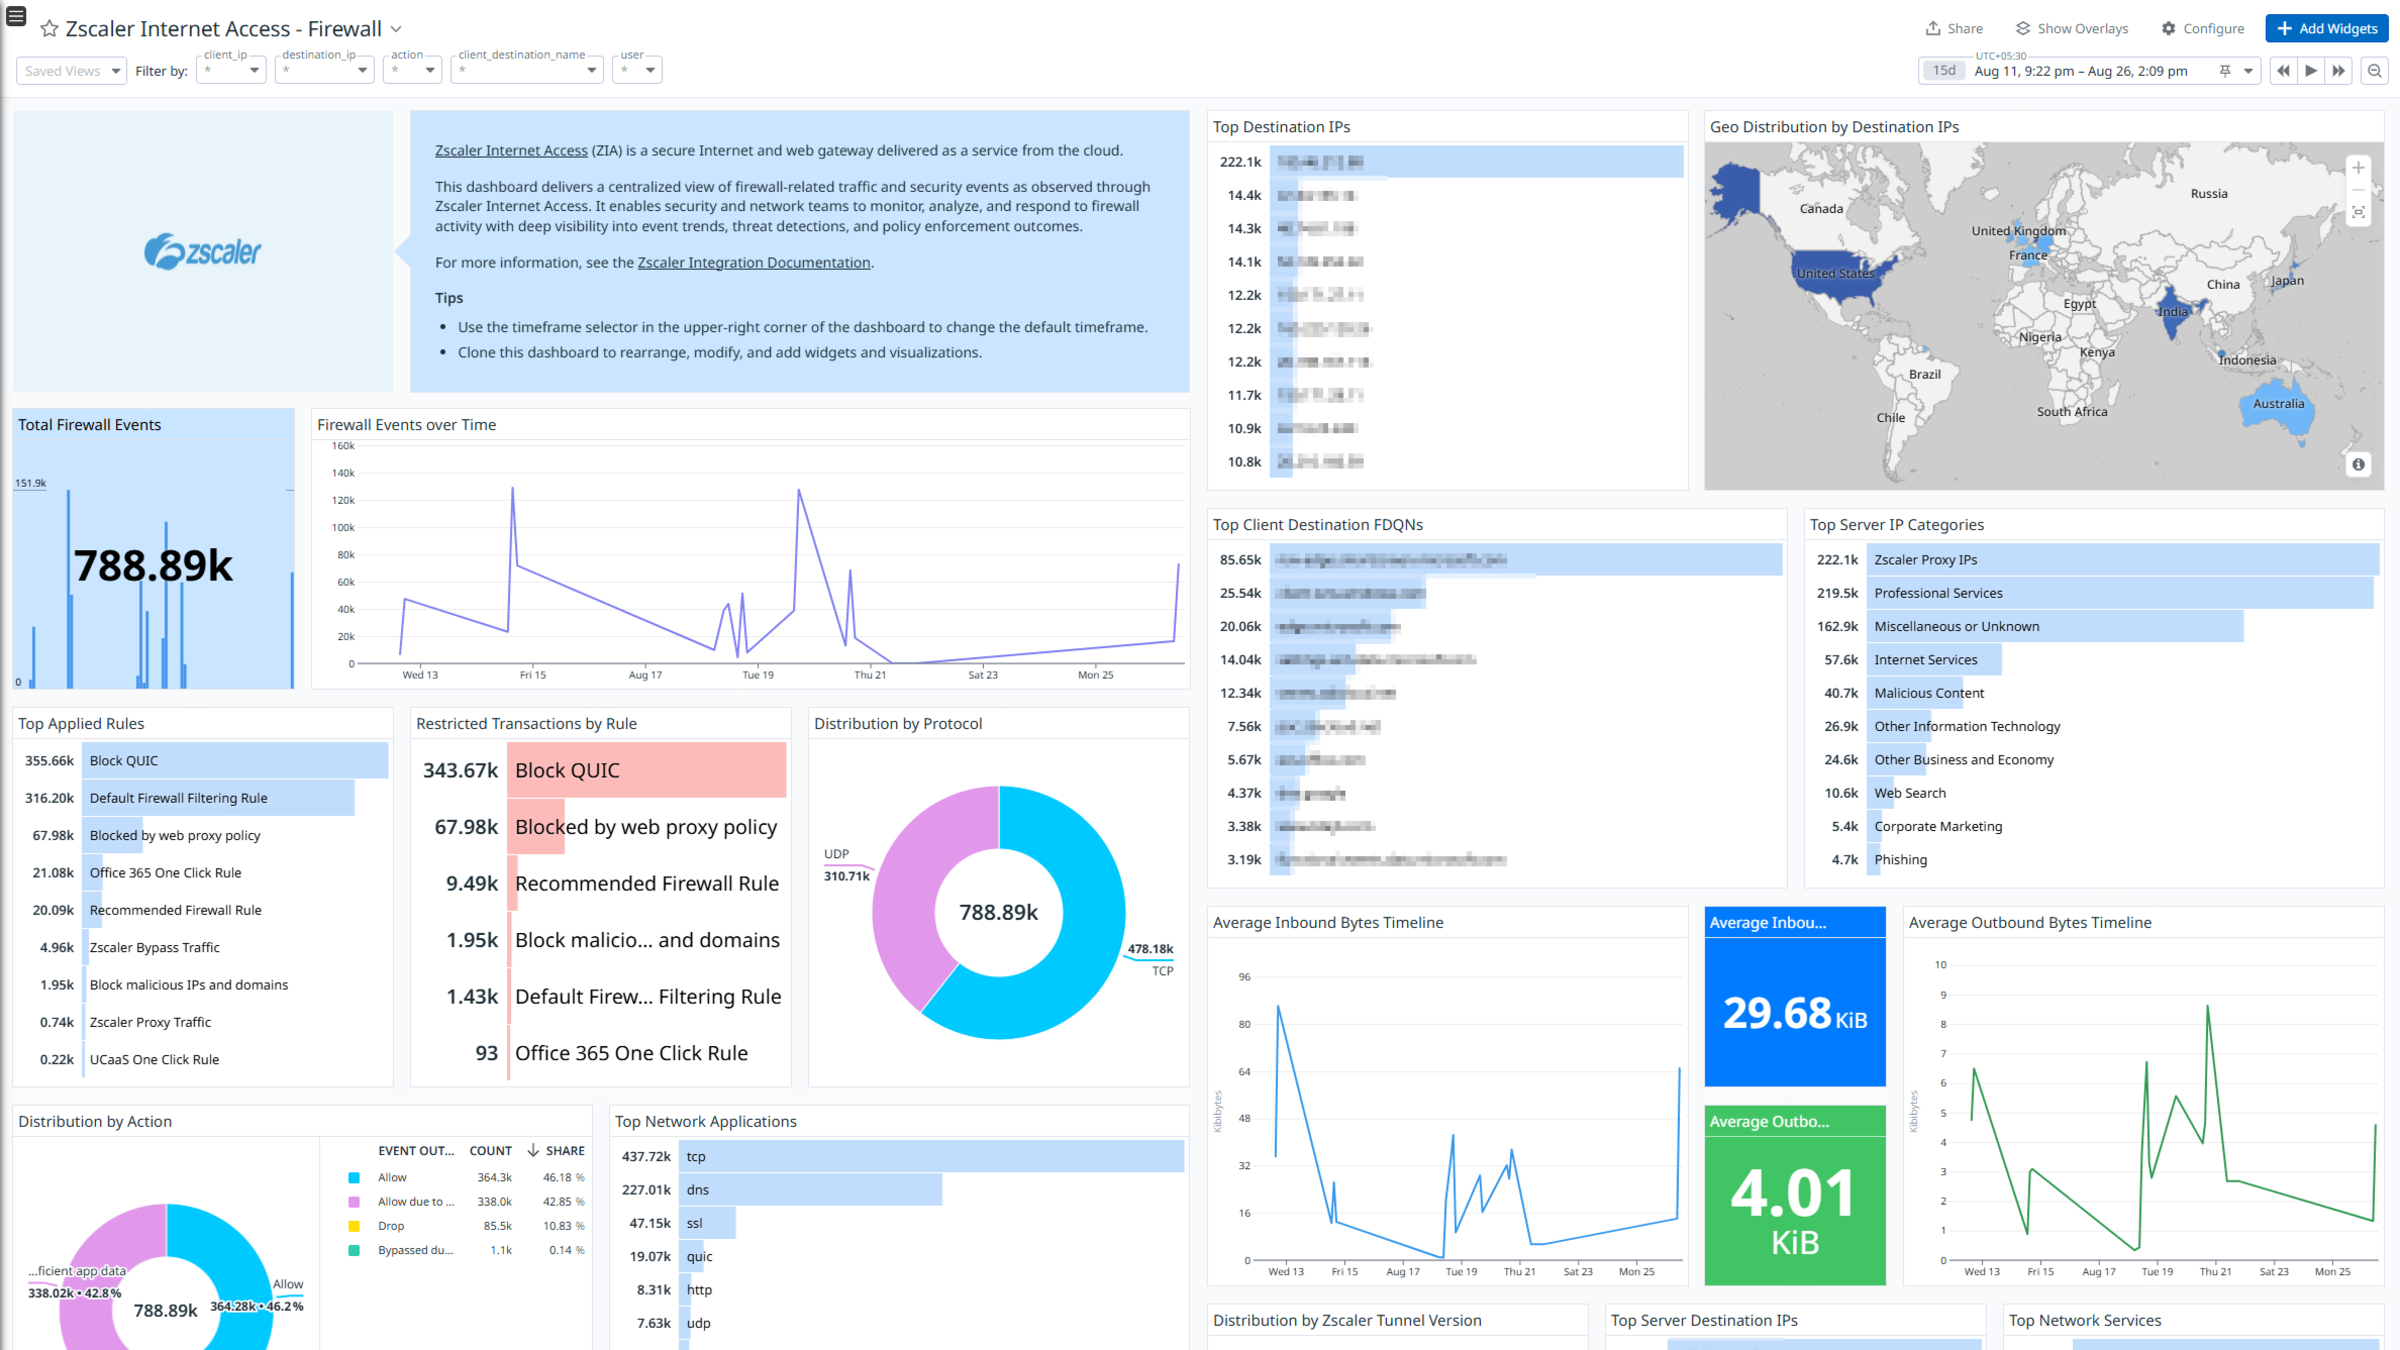 Zscaler Internet Access - Firewall
Share
Show Overlays
Configure
Add Widgets
Saved Views
Filter by:
client_ip
*
destination_ip
*
action
*
client_destination_name
*
user
*
UTC+05:30
15d
Aug 11, 9:22 pm – Aug 26, 2:09 pm
zscaler
Zscaler Internet Access (ZIA) is a secure Internet and web gateway delivered as a service from the cloud.
This dashboard delivers a centralized view of firewall-related traffic and security events as observed through
Zscaler Internet Access. It enables security and network teams to monitor, analyze, and respond to firewall
activity with deep visibility into event trends, threat detections, and policy enforcement outcomes.
For more information, see the Zscaler Integration Documentation.
Tips
• Use the timeframe selector in the upper-right corner of the dashboard to change the default timeframe.
• Clone this dashboard to rearrange, modify, and add widgets and visualizations.
Top Destination IPs
222.1k
14.4k
14.3k
14.1k
12.2k
12.2k
12.2k
11.7k
10.9k
10.8k
Geo Distribution by Destination IPs
Russia
Canada
United Kingdom
France
United States
Japan
China
Egypt
India
Nigeria
Kenya
Indonesia
Brazil
Australia
South Africa
Chile
Total Firewall Events
151.9k
788.89k
0
Firewall Events over Time
160k
140k
120k
100k
80k
60k
40k
20k
0
Wed 13
Fri 15
Aug 17
Tue 19
Thu 21
Sat 23
Mon 25
Top Client Destination FDQNs
85.65k
25.54k
20.06k
14.04k
12.34k
7.56k
5.67k
4.37k
3.38k
3.19k
Top Server IP Categories
222.1k Zscaler Proxy IPs
219.5k Professional Services
162.9k Miscellaneous or Unknown
57.6k Internet Services
40.7k Malicious Content
26.9k Other Information Technology
24.6k Other Business and Economy
10.6k Web Search
5.4k Corporate Marketing
4.7k Phishing
Top Applied Rules
355.66k Block QUIC
316.20k Default Firewall Filtering Rule
67.98k Blocked by web proxy policy
21.08k Office 365 One Click Rule
20.09k Recommended Firewall Rule
4.96k Zscaler Bypass Traffic
1.95k Block malicious IPs and domains
0.74k Zscaler Proxy Traffic
0.22k UCaaS One Click Rule
Restricted Transactions by Rule
343.67k Block QUIC
67.98k Blocked by web proxy policy
9.49k Recommended Firewall Rule
1.95k Block malicio... and domains
1.43k Default Firew... Filtering Rule
93 Office 365 One Click Rule
Distribution by Protocol
UDP
310.71k
788.89k
478.18k
TCP
Average Inbound Bytes Timeline
Kibibytes
96
80
64
48
32
16
0
Wed 13
Fri 15
Aug 17
Tue 19
Thu 21
Sat 23
Mon 25
Average Inbou...
29.68 KiB
Average Outbo...
4.01
KiB
Average Outbound Bytes Timeline
Kibibytes
10
9
8
7
6
5
4
3
2
1
0
Wed 13
Fri 15
Aug 17
Tue 19
Thu 21
Sat 23
Mon 25
Distribution by Action
EVENT OUT... COUNT SHARE
Allow 364.3k 46.18 %
Allow due to ... 338.0k 42.85 %
Drop 85.5k 10.83 %
Bypassed du... 1.1k 0.14 %
...ficient app data
338.02k • 42.8%
788.89k
Allow
364.28k • 46.2%
Top Network Applications
437.72k tcp
227.01k dns
47.15k ssl
19.07k quic
8.31k http
7.63k udp
Distribution by Zscaler Tunnel Version
Top Server Destination IPs
Top Network Services